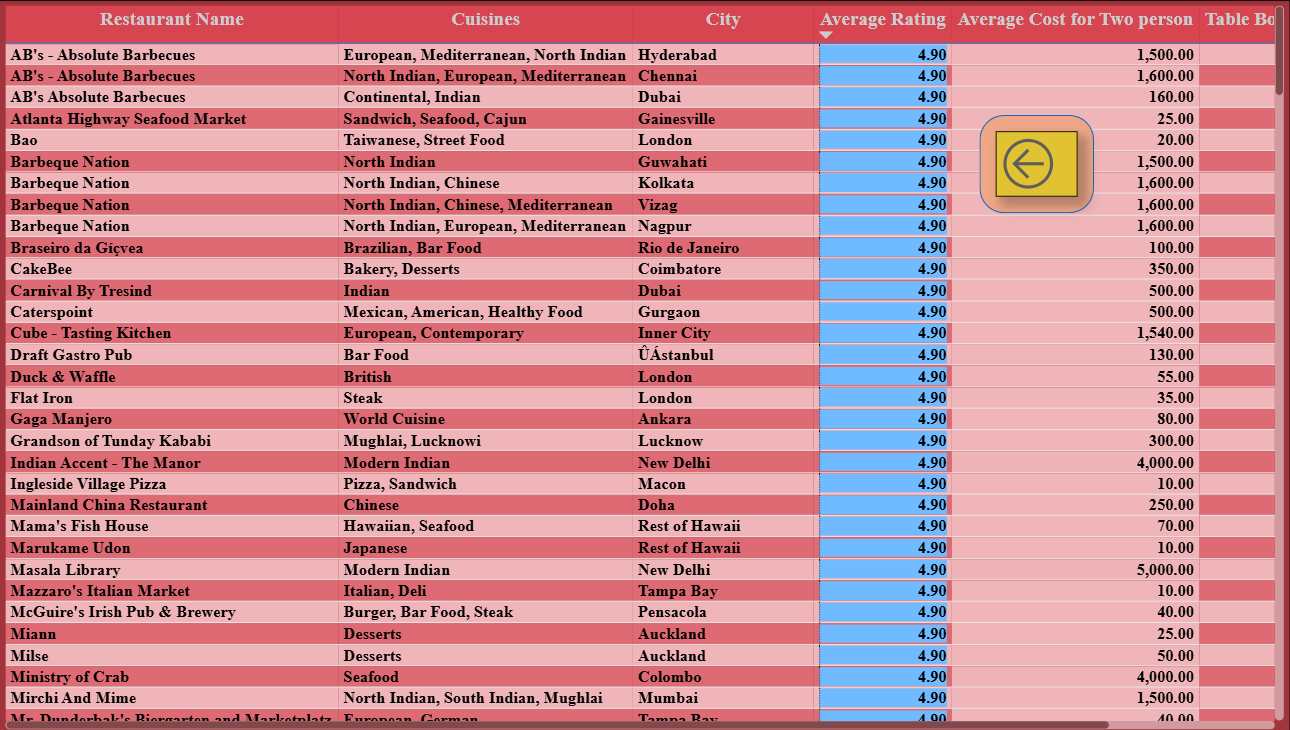 Restaurant Name Cuisines City Average Rating Average Cost for Two person Table Bo
AB's - Absolute Barbecues European, Mediterranean, North Indian Hyderabad 4.90 1,500.00
AB's - Absolute Barbecues North Indian, European, Mediterranean Chennai 4.90 1,600.00
AB's Absolute Barbecues Continental, Indian Dubai 4.90 160.00
Atlanta Highway Seafood Market Sandwich, Seafood, Cajun Gainesville 4.90 25.00
Bao Taiwanese, Street Food London 4.90 20.00
Barbeque Nation North Indian Guwahati 4.90 1,500.00
Barbeque Nation North Indian, Chinese Kolkata 4.90 1,600.00
Barbeque Nation North Indian, Chinese, Mediterranean Vizag 4.90 1,600.00
Barbeque Nation North Indian, European, Mediterranean Nagpur 4.90 1,600.00
Braseiro da Gíçvea Brazilian, Bar Food Rio de Janeiro 4.90 100.00
CakeBee Bakery, Desserts Coimbatore 4.90 350.00
Carnival By Tresind Indian Dubai 4.90 500.00
Caterspoint Mexican, American, Healthy Food Gurgaon 4.90 500.00
Cube - Tasting Kitchen European, Contemporary Inner City 4.90 1,540.00
Draft Gastro Pub Bar Food ÛÁstanbul 4.90 130.00
Duck & Waffle British London 4.90 55.00
Flat Iron Steak London 4.90 35.00
Gaga Manjero World Cuisine Ankara 4.90 80.00
Grandson of Tunday Kababi Mughlai, Lucknowi Lucknow 4.90 300.00
Indian Accent - The Manor Modern Indian New Delhi 4.90 4,000.00
Ingleside Village Pizza Pizza, Sandwich Macon 4.90 10.00
Mainland China Restaurant Chinese Doha 4.90 250.00
Mama's Fish House Hawaiian, Seafood Rest of Hawaii 4.90 70.00
Marukame Udon Japanese Rest of Hawaii 4.90 10.00
Masala Library Modern Indian New Delhi 4.90 5,000.00
Mazzaro's Italian Market Italian, Deli Tampa Bay 4.90 10.00
McGuire's Irish Pub & Brewery Burger, Bar Food, Steak Pensacola 4.90 40.00
Miann Desserts Auckland 4.90 25.00
Milse Desserts Auckland 4.90 50.00
Ministry of Crab Seafood Colombo 4.90 4,000.00
Mirchi And Mime North Indian, South Indian, Mughlai Mumbai 4.90 1,500.00
Mr. Dunderbak's Biergarten and Marketplatz European, German Tampa Bay 4.90 40.00